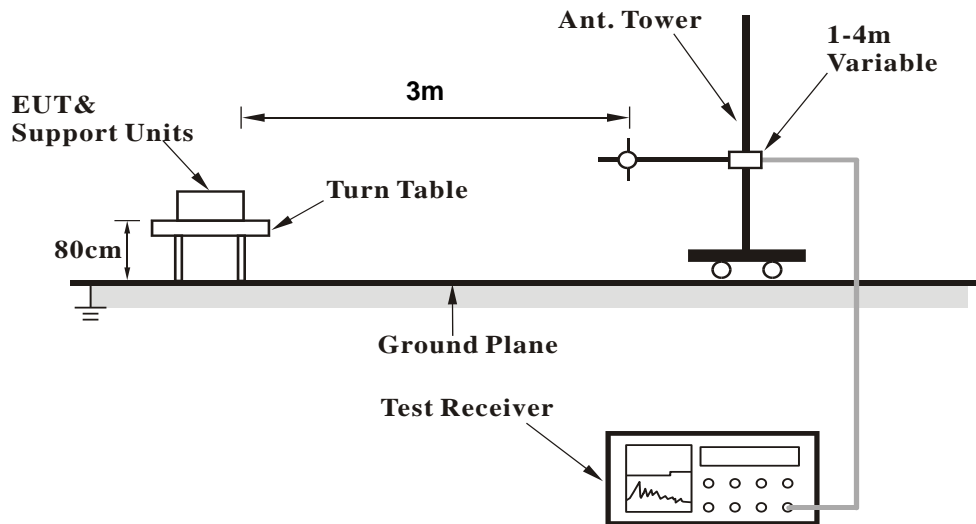 Ant. Tower
1-4m
Variable
3m
EUT&
Support Units
Turn Table
80cm
Ground Plane
Test Receiver